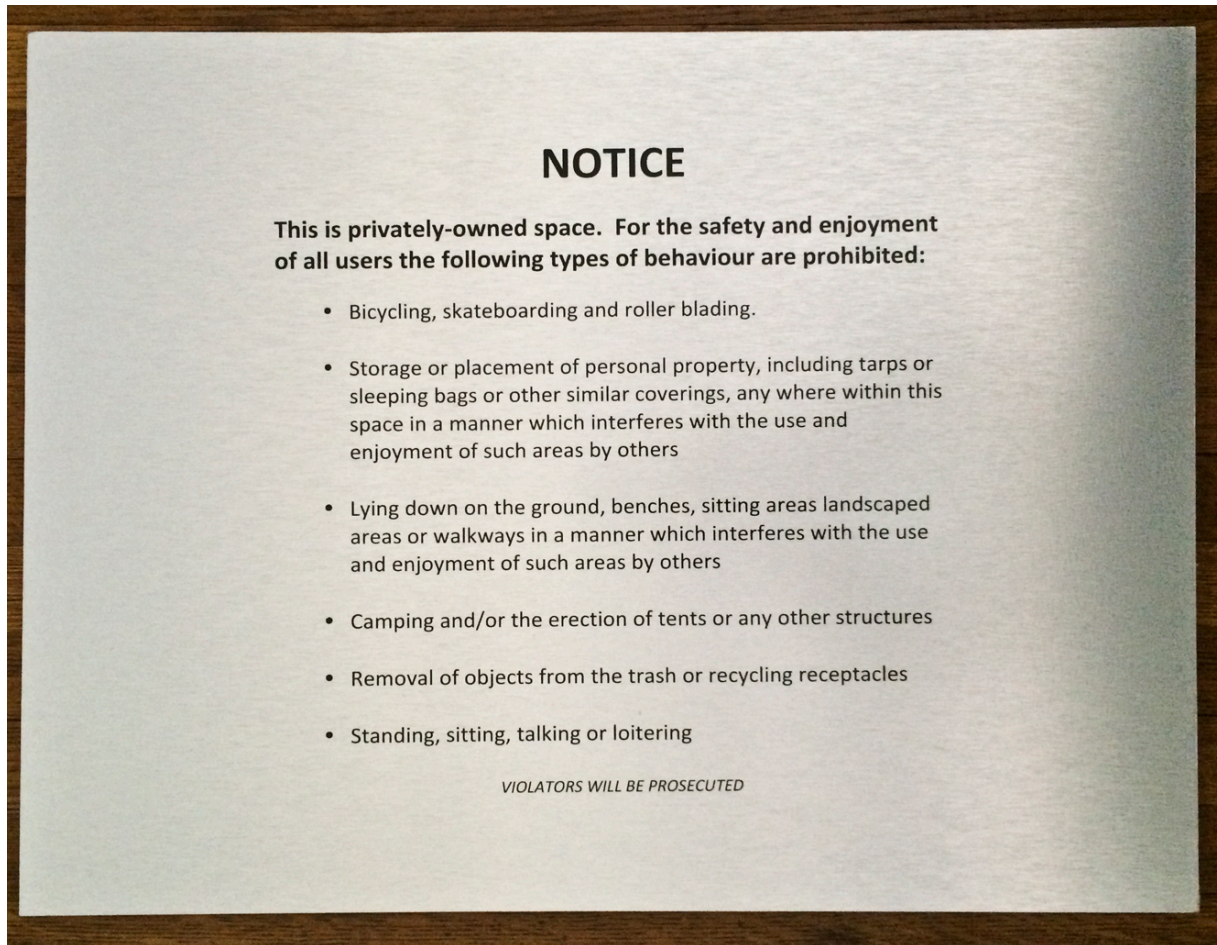 NOTICE
This is privately-owned space.  For the safety and enjoyment
of all users the following types of behaviour are prohibited:
• Bicycling, skateboarding and roller blading.
• Storage or placement of personal property, including tarps or
sleeping bags or other similar coverings, any where within this
space in a manner which interferes with the use and
enjoyment of such areas by others
• Lying down on the ground, benches, sitting areas landscaped
areas or walkways in a manner which interferes with the use
and enjoyment of such areas by others
• Camping and/or the erection of tents or any other structures
• Removal of objects from the trash or recycling receptacles
• Standing, sitting, talking or loitering
VIOLATORS WILL BE PROSECUTED